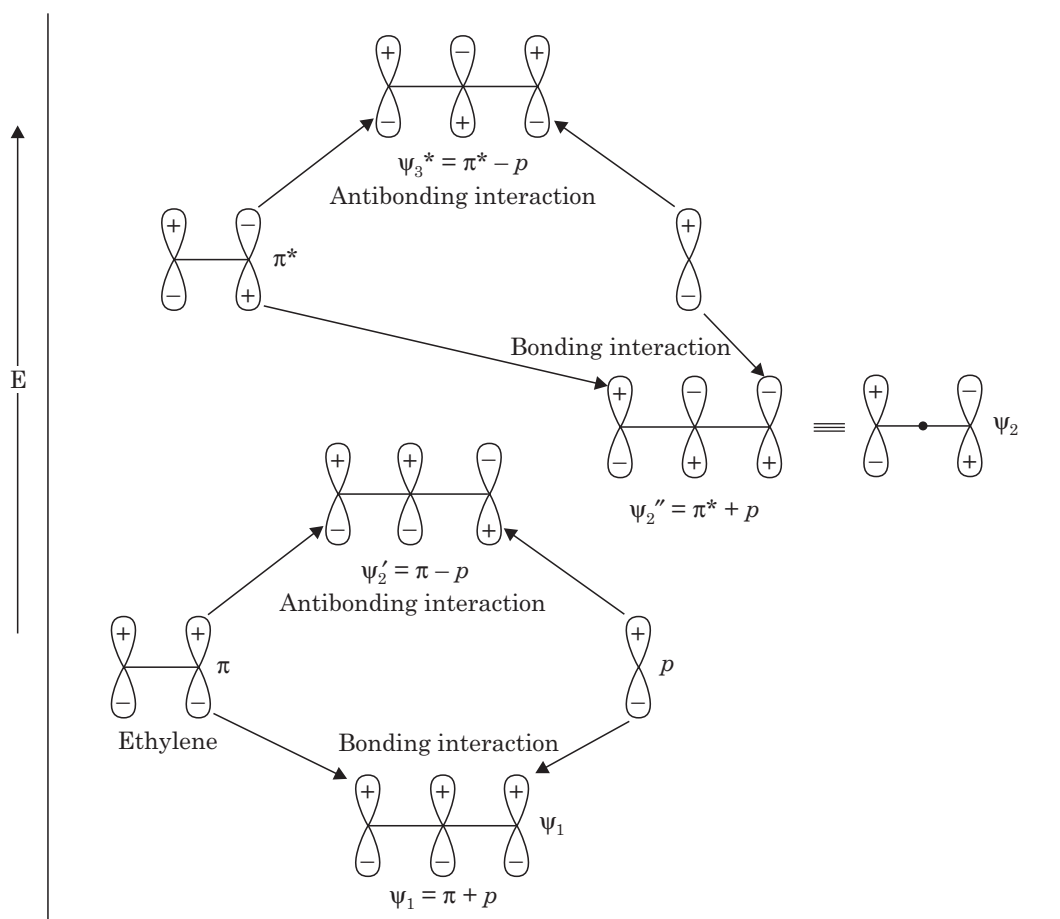 + − +
− + −
ψ₃* = π* – p
Antibonding interaction
+ − π* +
− + −
Bonding interaction
E
+ − − ≡ + − ψ₂
− + + − +
ψ₂″ = π* + p
+ + −
− − +
ψ₂′ = π – p
Antibonding interaction
+ + π + p
− − −
Ethylene
Bonding interaction
+ + + ψ₁
− − −
ψ₁ = π + p